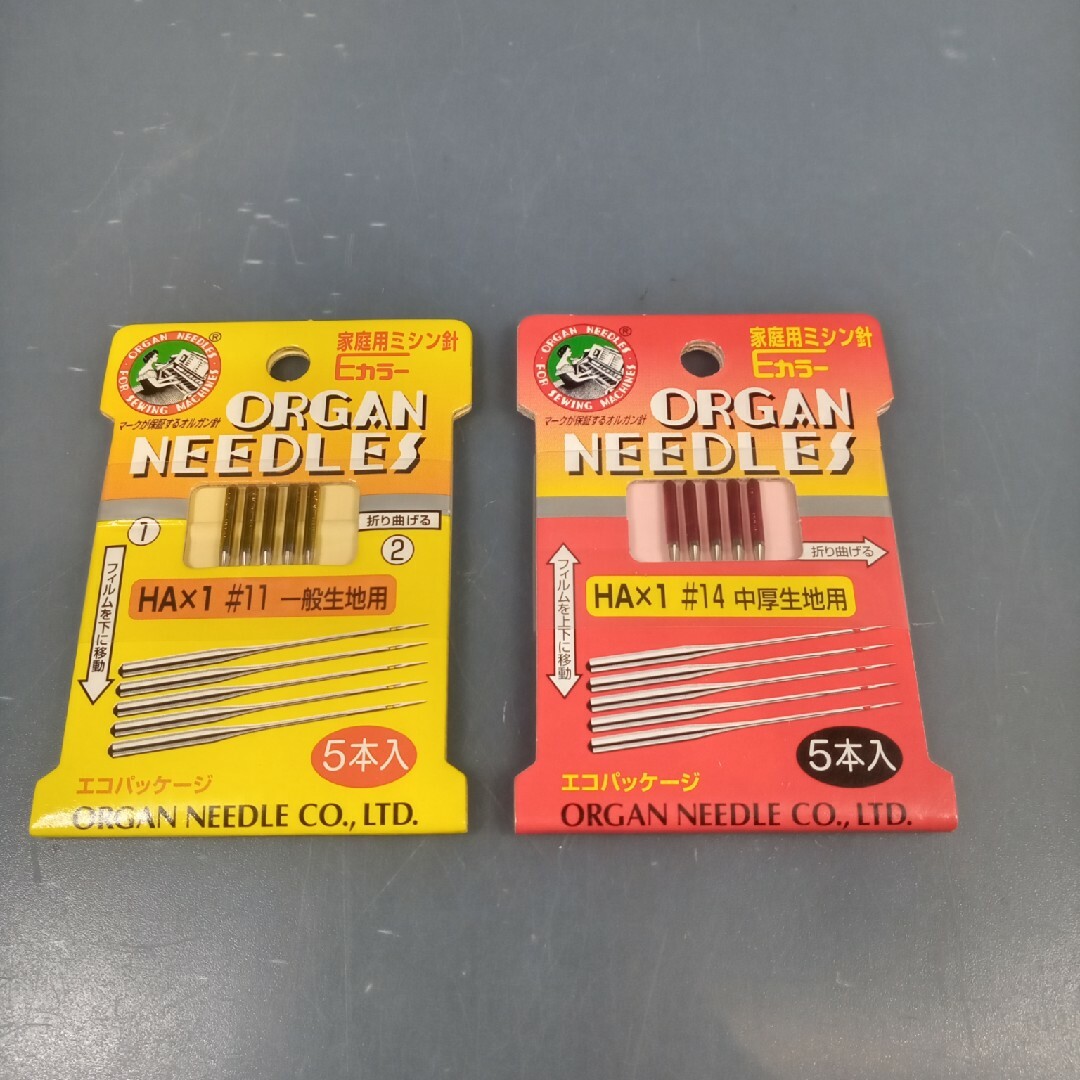 ORGAN NEEDLES
FOR SEWING MACHINES
®
家庭用ミシン針
Eカラー
マークが保証するオルガン針
ORGAN
NEEDLES
1
折り曲げる
2
フィルムを下に移動
HA×1 #11 一般生地用
5本入
エコパッケージ
ORGAN NEEDLE CO., LTD.
ORGAN NEEDLES
FOR SEWING MACHINES
®
家庭用ミシン針
Eカラー
マークが保証するオルガン針
ORGAN
NEEDLES
折り曲げる
フィルムを上下に移動
HA×1 #14 中厚生地用
5本入
エコパッケージ
ORGAN NEEDLE CO., LTD.